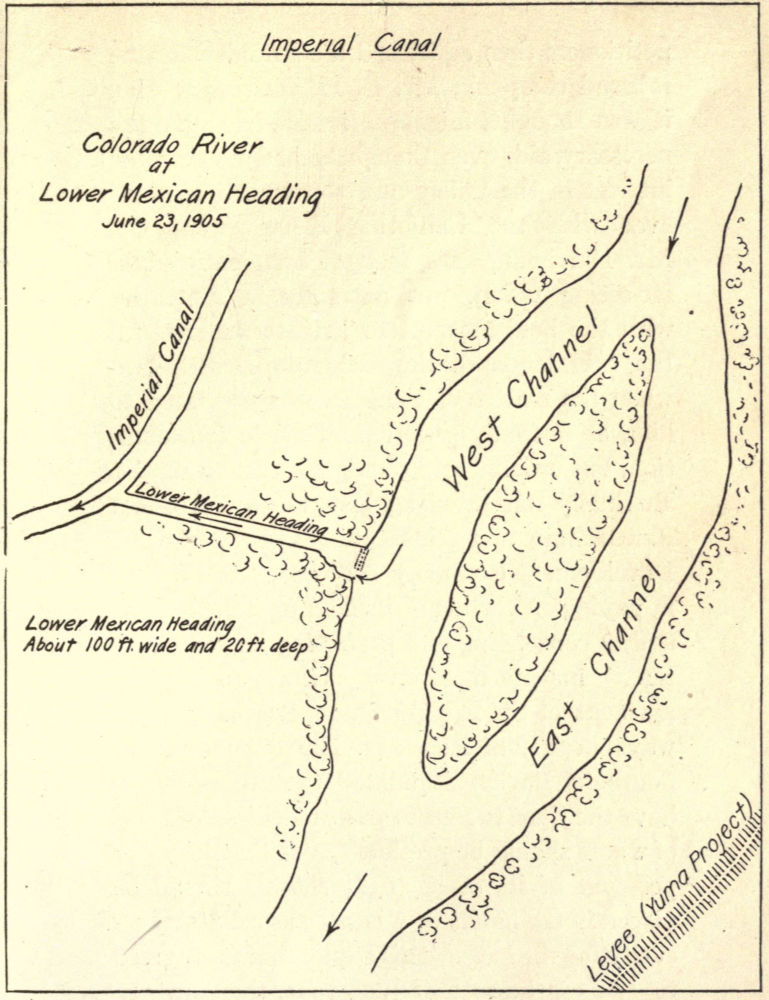 Imperial Canal
Colorado River
at
Lower Mexican Heading
June 23, 1905
Imperial Canal
West Channel
Lower Mexican Heading
Lower Mexican Heading
About 100 ft. wide and 20 ft. deep
East Channel
Levee (Yuma Project)